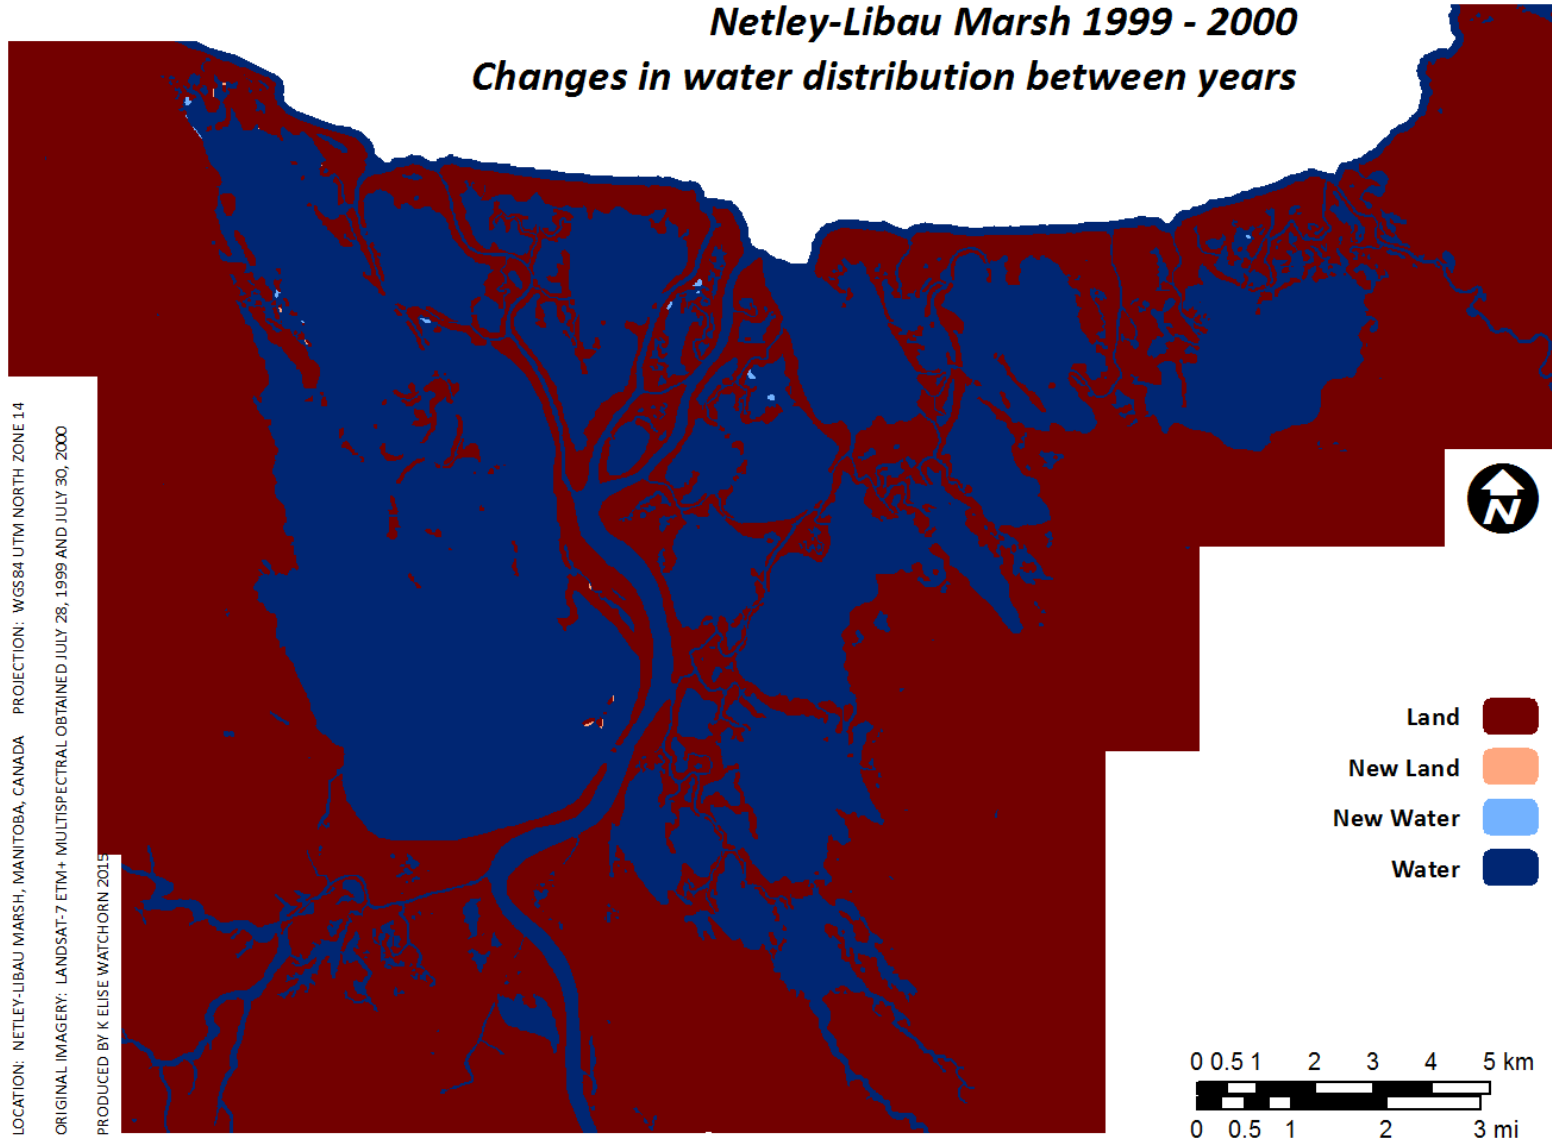 Netley-Libau Marsh 1999 - 2000
Changes in water distribution between years
LOCATION: NETLEY-LIBAU MARSH, MANITOBA, CANADA PROJECTION: WGS84 UTM NORTH ZONE 14
ORIGINAL IMAGERY: LANDSAT-7 ETM+ MULTISPECTRAL OBTAINED JULY 28, 1999 AND JULY 30, 2000
PRODUCED BY K ELISE WATCHORN 2015
N
Land
New Land
New Water
Water
0 0.5 1 2 3 4 5 km
0 0.5 1 2 3 mi